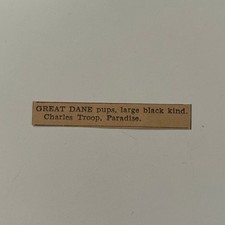 GREAT DANE pups, large black kind.
Charles Troop, Paradise.